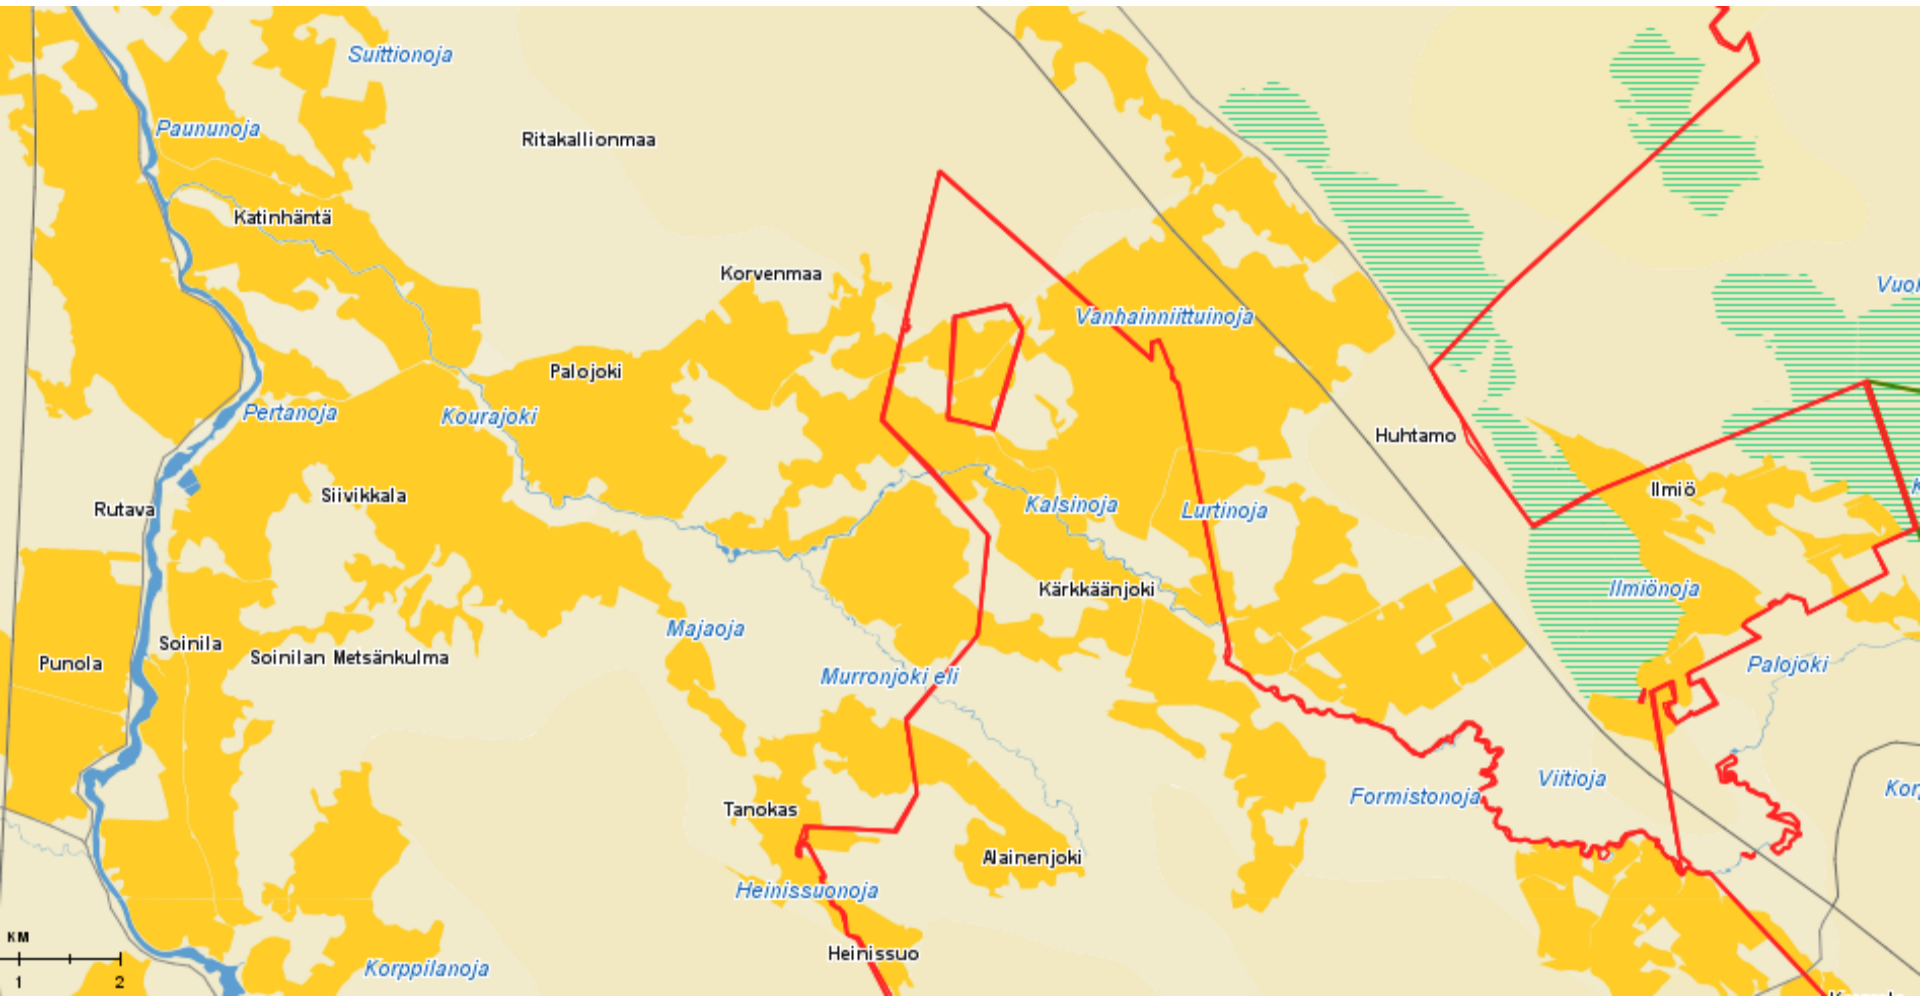 Suittionoja
Paununoja
Ritakallionmaa
Katinhäntä
Korvenmaa
Vanhainniittuinoja
Palojoki
Pertanoja
Kourajoki
Huhtamo
Ilmiö
Siivikkala
Rutava
Kalsinoja
Lurtinoja
Kärkkäänjoki
Ilmiönoja
Majaoja
Soinila
Soinilan Metsänkulma
Punola
Murronjoki eli
Palojoki
Viitioja
Formistonoja
Tanokas
Alainenjoki
Heinissuonoja
Heinissuo
Korppilanoja
KM
1 2